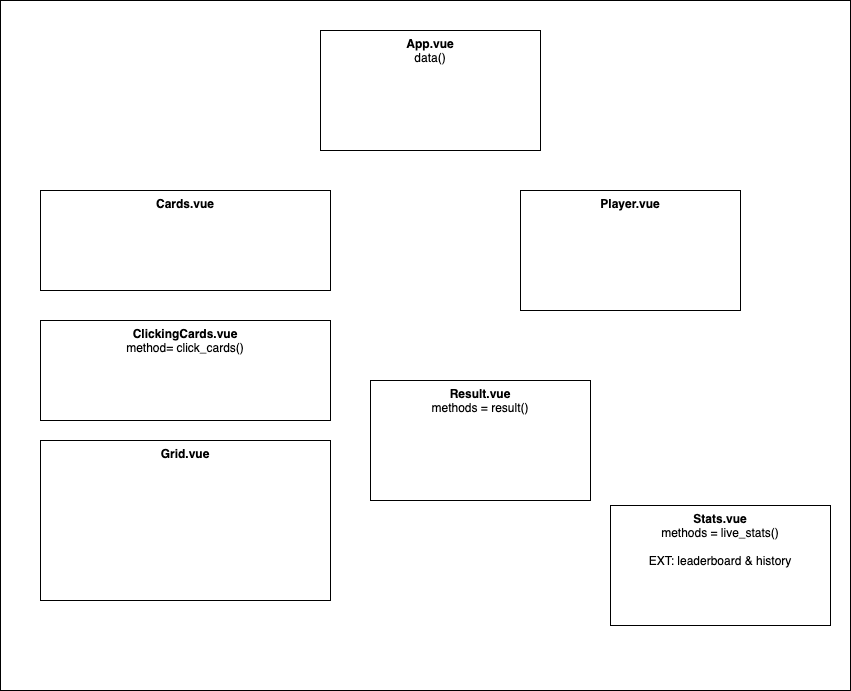 App.vue
data()
Cards.vue
Player.vue
ClickingCards.vue
method= click_cards()
Result.vue
methods = result()
Grid.vue
Stats.vue
methods = live_stats()
EXT: leaderboard & history